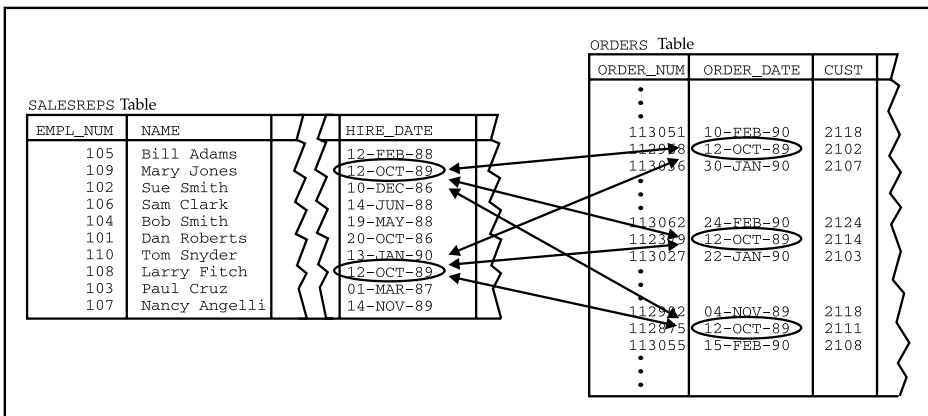 SALESREPS Table
EMPL_NUM NAME HIRE_DATE
105 Bill Adams 12-FEB-88
109 Mary Jones 12-OCT-89
102 Sue Smith 10-DEC-86
106 Sam Clark 14-JUN-88
104 Bob Smith 19-MAY-88
101 Dan Roberts 20-OCT-86
110 Tom Snyder 13-JAN-90
108 Larry Fitch 12-OCT-89
103 Paul Cruz 01-MAR-87
107 Nancy Angelli 14-NOV-89
ORDERS Table
ORDER_NUM ORDER_DATE CUST
113051 10-FEB-90 2118
12-OCT-89 2102
113036 30-JAN-90 2107
113062 24-FEB-90 2124
12-OCT-89 2114
113027 22-JAN-90 2103
04-NOV-89 2118
12-OCT-89 2111
113055 15-FEB-90 2108